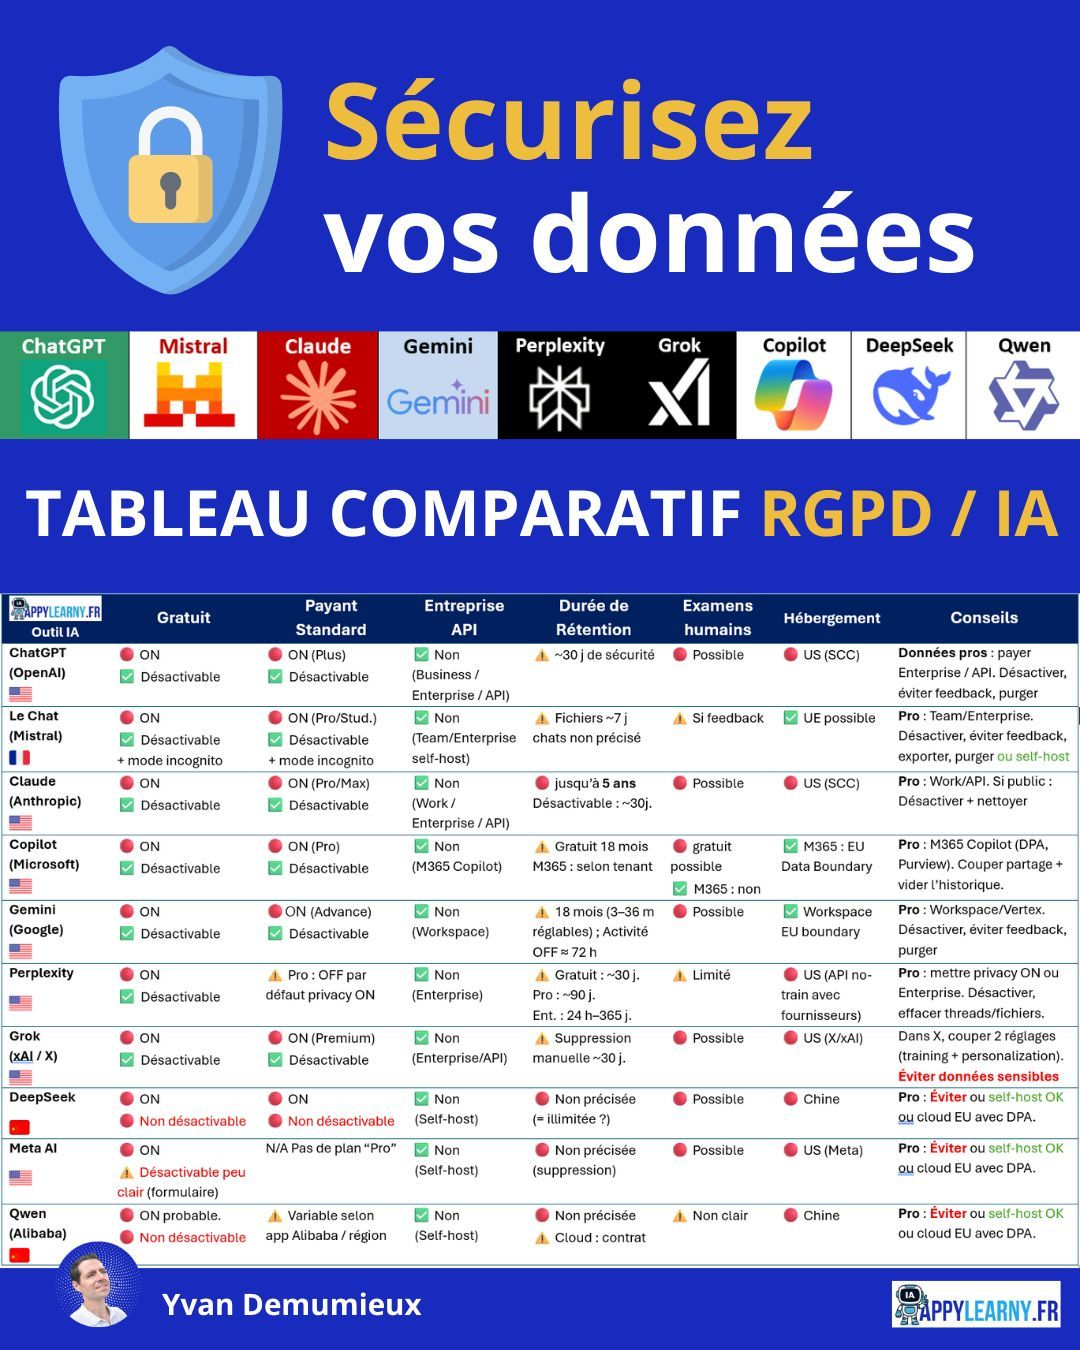 Sécurisez
vos données
ChatGPT
Mistral
Claude
Gemini
Gemini
Perplexity
Grok
Copilot
DeepSeek
Qwen
TABLEAU COMPARATIF RGPD / IA
IA APPYLEARNY.FR
Outil IA
Gratuit
Payant
Standard
Entreprise
API
Durée de
Rétention
Examens
humains
Hébergement
Conseils
ChatGPT
(OpenAI)
ON
Désactivable
ON (Plus)
Désactivable
Non
(Business /
Enterprise / API)
~30 j de sécurité
Possible
US (SCC)
Données pros : payer
Enterprise / API. Désactiver,
éviter feedback, purger
Le Chat
(Mistral)
ON
Désactivable
+ mode incognito
ON (Pro/Stud.)
Désactivable
+ mode incognito
Non
(Team/Enterprise
self-host)
Fichiers ~7 j
chats non précisé
Si feedback
UE possible
Pro : Team/Enterprise.
Désactiver, éviter feedback,
exporter, purger ou self-host
Claude
(Anthropic)
ON
Désactivable
ON (Pro/Max)
Désactivable
Non
(Work /
Enterprise / API)
jusqu'à 5 ans
Désactivable : ~30j.
Possible
US (SCC)
Pro : Work/API. Si public :
Désactiver + nettoyer
Copilot
(Microsoft)
ON
Désactivable
ON (Pro)
Désactivable
Non
(M365 Copilot)
Gratuit 18 mois
M365 : selon tenant
gratuit
possible
M365 : non
M365 : EU
Data Boundary
Pro : M365 Copilot (DPA,
Purview). Couper partage +
vider l'historique.
Gemini
(Google)
ON
Désactivable
ON (Advance)
Désactivable
Non
(Workspace)
18 mois (3–36 m
réglables) ; Activité
OFF ≈ 72 h
Possible
Workspace
EU boundary
Pro : Workspace/Vertex.
Désactiver, éviter feedback,
purger
Perplexity
ON
Désactivable
Pro : OFF par
défaut privacy ON
Non
(Enterprise)
Gratuit : ~30 j.
Pro : ~90 j.
Ent. : 24 h–365 j.
Limité
US (API no-
train avec
fournisseurs)
Pro : mettre privacy ON ou
Enterprise. Désactiver,
effacer threads/fichiers.
Grok
(xAI / X)
ON
Désactivable
ON (Premium)
Désactivable
Non
(Enterprise/API)
Suppression
manuelle ~30 j.
Possible
US (X/xAI)
Dans X, couper 2 réglages
(training + personalization).
Éviter données sensibles
DeepSeek
ON
Non désactivable
ON
Non désactivable
Non
(Self-host)
Non précisée
(= illimitée ?)
Possible
Chine
Pro : Éviter ou self-host OK
ou cloud EU avec DPA.
Meta AI
ON
Désactivable peu
clair (formulaire)
N/A Pas de plan “Pro”
Non
(Self-host)
Non précisée
(suppression)
Possible
US (Meta)
Pro : Éviter ou self-host OK
ou cloud EU avec DPA.
Qwen
(Alibaba)
ON probable.
Non désactivable
Variable selon
app Alibaba / région
Non
(Self-host)
Non précisée
Cloud : contrat
Non clair
Chine
Pro : Éviter ou self-host OK
ou cloud EU avec DPA.
Yvan Demumieux
IA
APPYLEARNY.FR